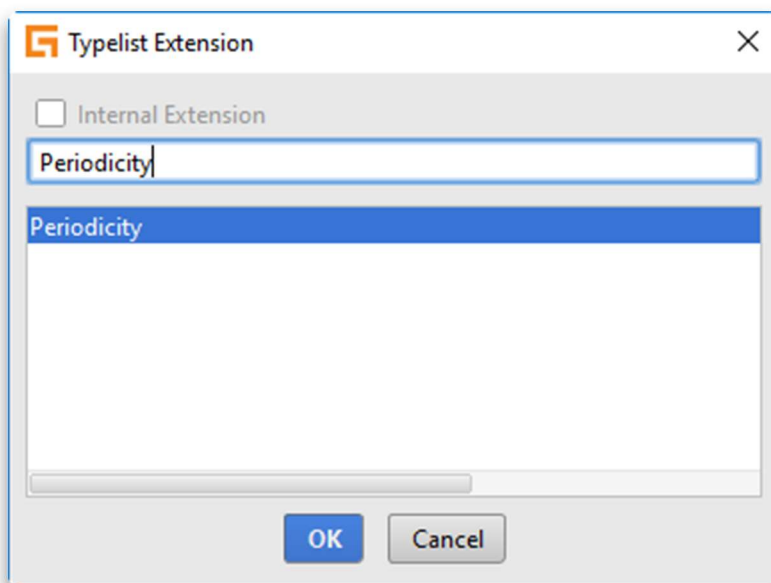 Typelist Extension
Internal Extension
Periodicity
Periodicity
OK
Cancel